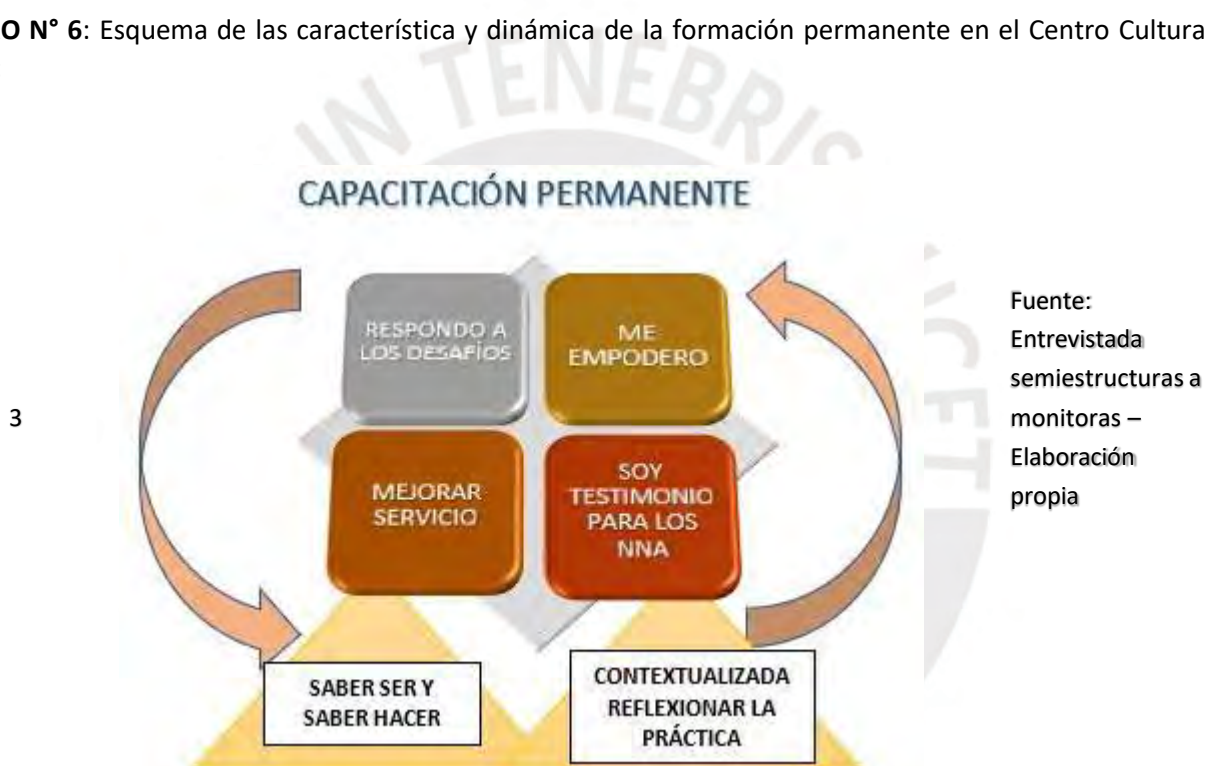 O N° 6: Esquema de las característica y dinámica de la formación permanente en el Centro Cultura
IN TENEBRIS
CAPACITACIÓN PERMANENTE
RESPONDO A
LOS DESAFÍOS
ME
EMPODERO
MEJORAR
SERVICIO
SOY
TESTIMONIO
PARA LOS
NNA
SABER SER Y
SABER HACER
CONTEXTUALIZADA
REFLEXIONAR LA
PRÁCTICA
3
Fuente:
Entrevistada
semiestructuras a
monitoras –
Elaboración
propia